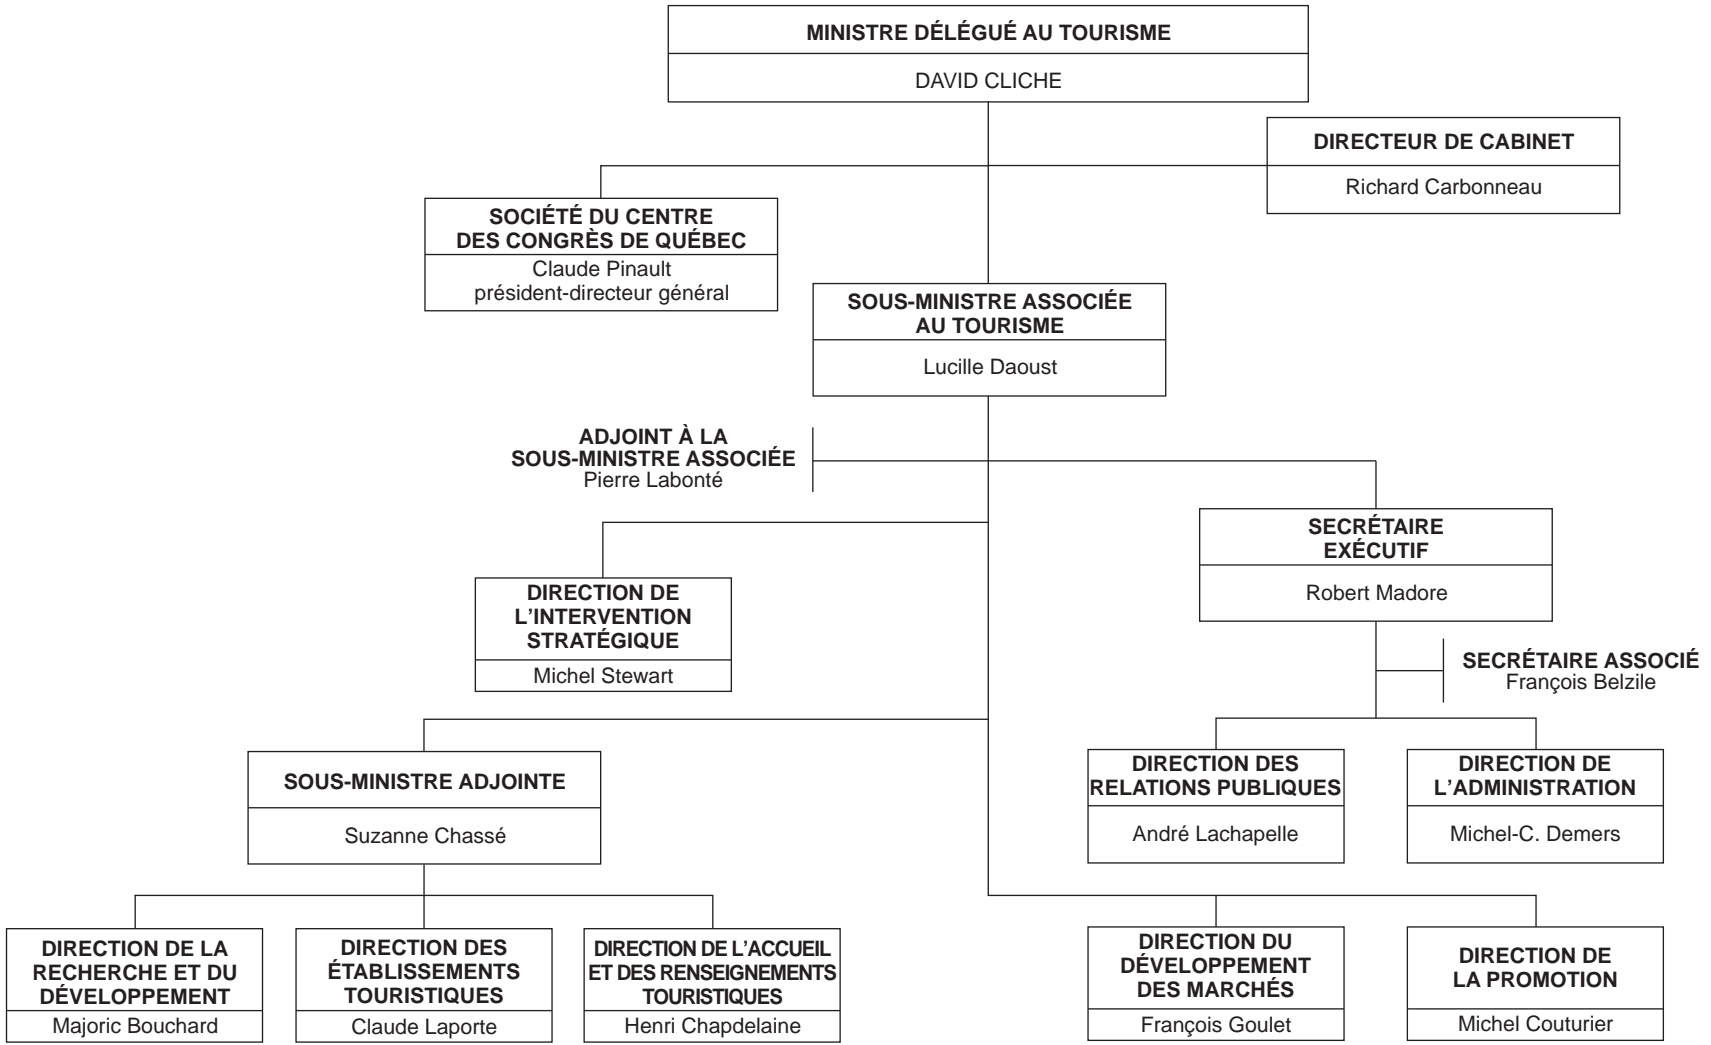 MINISTRE DÉLÉGUÉ AU TOURISME
DAVID CLICHE
DIRECTEUR DE CABINET
Richard Carbonneau
SOCIÉTÉ DU CENTRE
DES CONGRÈS DE QUÉBEC
Claude Pinault
président-directeur général
SOUS-MINISTRE ASSOCIÉE
AU TOURISME
Lucille Daoust
ADJOINT À LA
SOUS-MINISTRE ASSOCIÉE
Pierre Labonté
SECRÉTAIRE
EXÉCUTIF
Robert Madore
DIRECTION DE
L’INTERVENTION
STRATÉGIQUE
Michel Stewart
SECRÉTAIRE ASSOCIÉ
François Belzile
SOUS-MINISTRE ADJOINTE
Suzanne Chassé
DIRECTION DES
RELATIONS PUBLIQUES
André Lachapelle
DIRECTION DE
L’ADMINISTRATION
Michel-C. Demers
DIRECTION DE LA
RECHERCHE ET DU
DÉVELOPPEMENT
Majoric Bouchard
DIRECTION DES
ÉTABLISSEMENTS
TOURISTIQUES
Claude Laporte
DIRECTION DE L’ACCUEIL
ET DES RENSEIGNEMENTS
TOURISTIQUES
Henri Chapdelaine
DIRECTION DU
DÉVELOPPEMENT
DES MARCHÉS
François Goulet
DIRECTION DE
LA PROMOTION
Michel Couturier